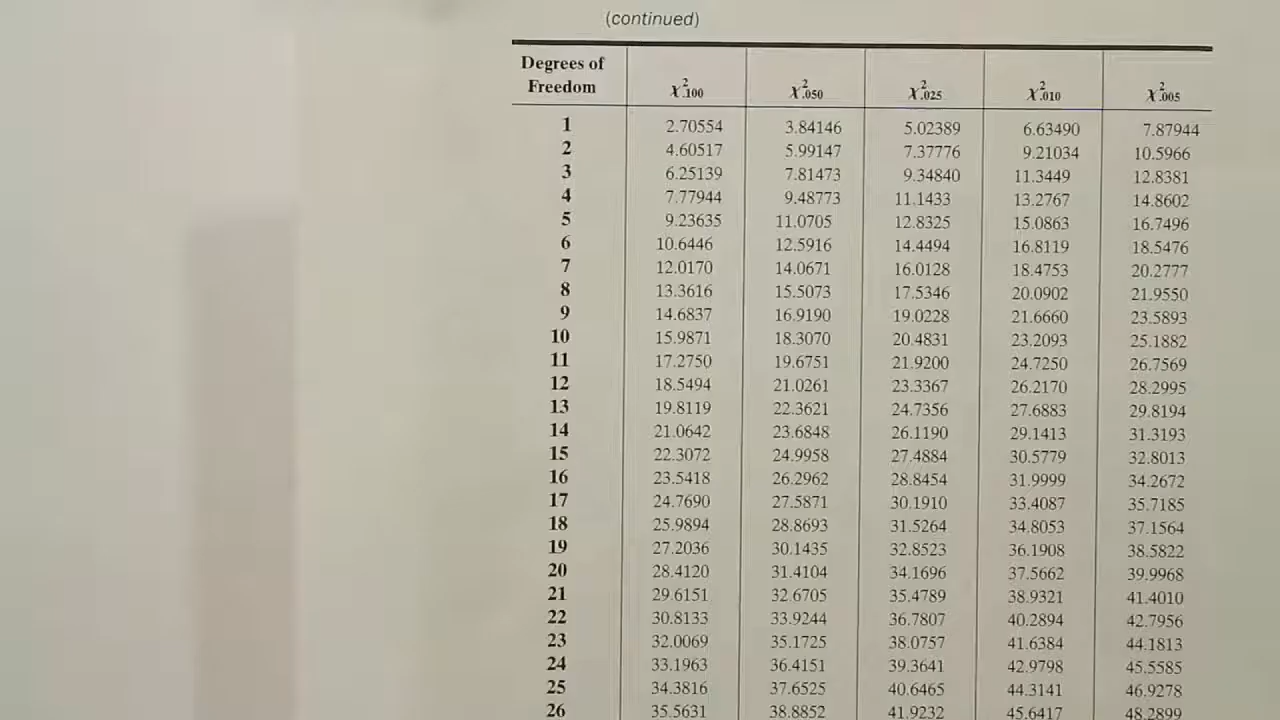 (continued)
Degrees of
Freedom χ².100 χ².050 χ².025 χ².010 χ².005
1 2.70554 3.84146 5.02389 6.63490 7.87944
2 4.60517 5.99147 7.37776 9.21034 10.5966
3 6.25139 7.81473 9.34840 11.3449 12.8381
4 7.77944 9.48773 11.1433 13.2767 14.8602
5 9.23635 11.0705 12.8325 15.0863 16.7496
6 10.6446 12.5916 14.4494 16.8119 18.5476
7 12.0170 14.0671 16.0128 18.4753 20.2777
8 13.3616 15.5073 17.5346 20.0902 21.9550
9 14.6837 16.9190 19.0228 21.6660 23.5893
10 15.9871 18.3070 20.4831 23.2093 25.1882
11 17.2750 19.6751 21.9200 24.7250 26.7569
12 18.5494 21.0261 23.3367 26.2170 28.2995
13 19.8119 22.3621 24.7356 27.6883 29.8194
14 21.0642 23.6848 26.1190 29.1413 31.3193
15 22.3072 24.9958 27.4884 30.5779 32.8013
16 23.5418 26.2962 28.8454 31.9999 34.2672
17 24.7690 27.5871 30.1910 33.4087 35.7185
18 25.9894 28.8693 31.5264 34.8053 37.1564
19 27.2036 30.1435 32.8523 36.1908 38.5822
20 28.4120 31.4104 34.1696 37.5662 39.9968
21 29.6151 32.6705 35.4789 38.9321 41.4010
22 30.8133 33.9244 36.7807 40.2894 42.7956
23 32.0069 35.1725 38.0757 41.6384 44.1813
24 33.1963 36.4151 39.3641 42.9798 45.5585
25 34.3816 37.6525 40.6465 44.3141 46.9278
26 35.5631 38.8852 41.9232 45.6417 48.2899